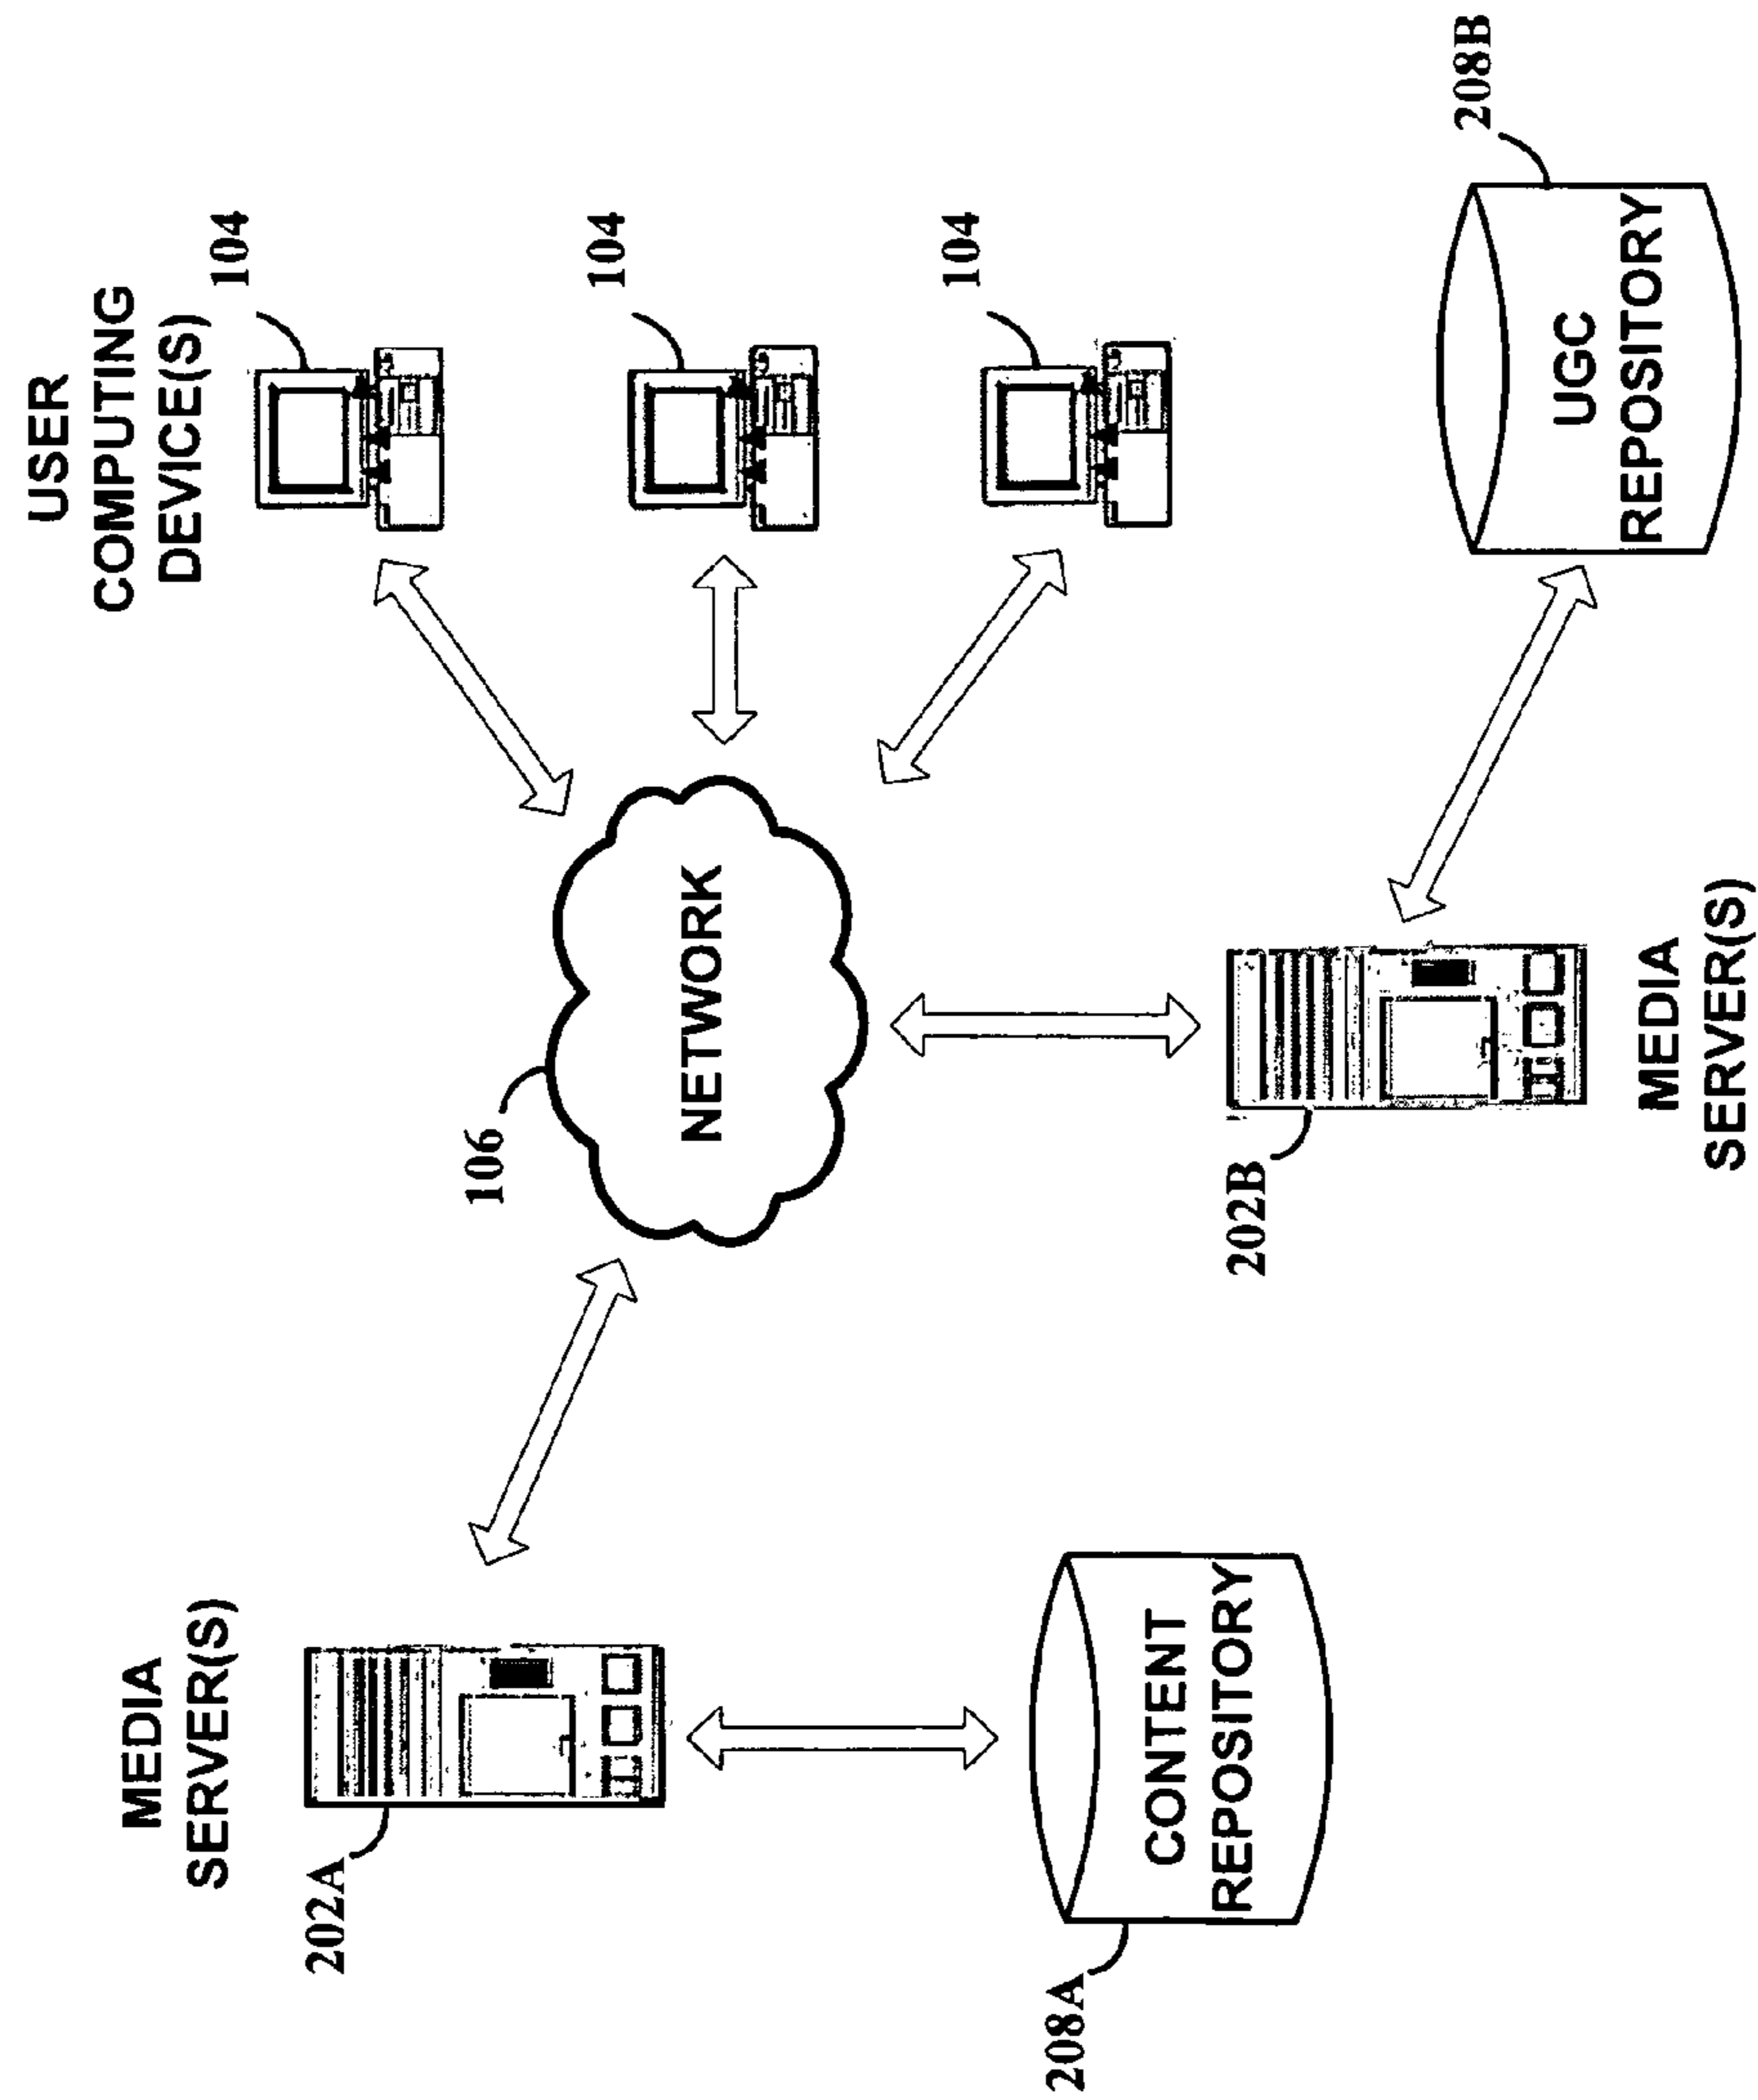 MEDIA
SERVER(S)
202A
USER
COMPUTING
DEVICE(S)
104
106
NETWORK
104
104
208A
CONTENT
REPOSITORY
202B
MEDIA
SERVER(S)
208B
UGC
REPOSITORY